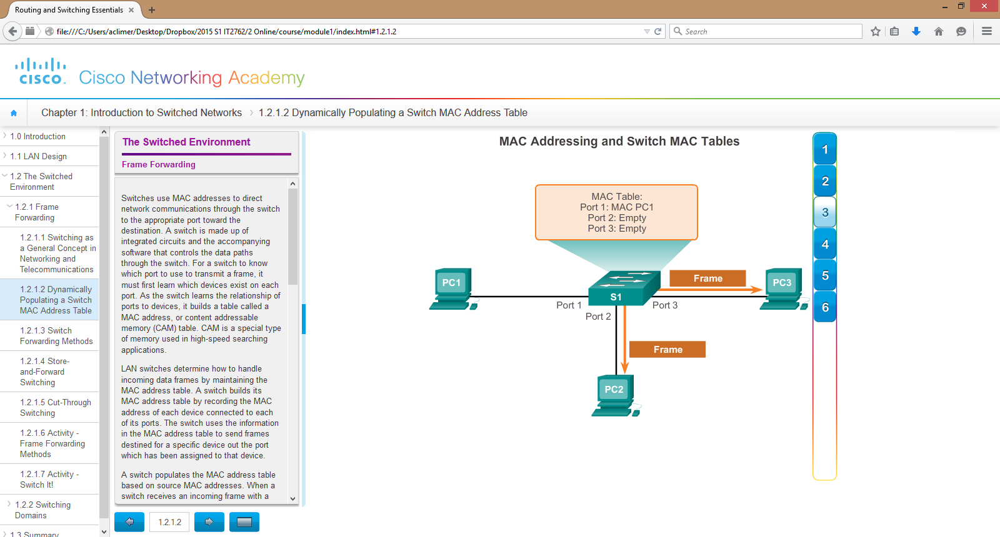 Routing and Switching Essentials
file:///C:/Users/aclimer/Desktop/Dropbox/2015 S1 IT2762/2 Online/course/module1/index.html#1.2.1.2
Search
CISCO.
Cisco Networking Academy
Chapter 1: Introduction to Switched Networks
1.2.1.2 Dynamically Populating a Switch MAC Address Table
1.0 Introduction
1.1 LAN Design
1.2 The Switched
Environment
1.2.1 Frame
Forwarding
1.2.1.1 Switching as
a General Concept in
Networking and
Telecommunications
1.2.1.2 Dynamically
Populating a Switch
MAC Address Table
1.2.1.3 Switch
Forwarding Methods
1.2.1.4 Store-
and-Forward
Switching
1.2.1.5 Cut-Through
Switching
1.2.1.6 Activity -
Frame Forwarding
Methods
1.2.1.7 Activity -
Switch It!
1.2.2 Switching
Domains
1.3 Summary
The Switched Environment
Frame Forwarding
Switches use MAC addresses to direct
network communications through the switch
to the appropriate port toward the
destination. A switch is made up of
integrated circuits and the accompanying
software that controls the data paths
through the switch. For a switch to know
which port to use to transmit a frame, it
must first learn which devices exist on each
port. As the switch learns the relationship of
ports to devices, it builds a table called a
MAC address, or content addressable
memory (CAM) table. CAM is a special type
of memory used in high-speed searching
applications.
LAN switches determine how to handle
incoming data frames by maintaining the
MAC address table. A switch builds its
MAC address table by recording the MAC
address of each device connected to each
of its ports. The switch uses the information
in the MAC address table to send frames
destined for a specific device out the port
which has been assigned to that device.
A switch populates the MAC address table
based on source MAC addresses. When a
switch receives an incoming frame with a
1.2.1.2
MAC Addressing and Switch MAC Tables
MAC Table:
Port 1: MAC PC1
Port 2: Empty
Port 3: Empty
PC1
S1
Frame
PC3
Port 1
Port 3
Port 2
Frame
PC2
1
2
3
4
5
6